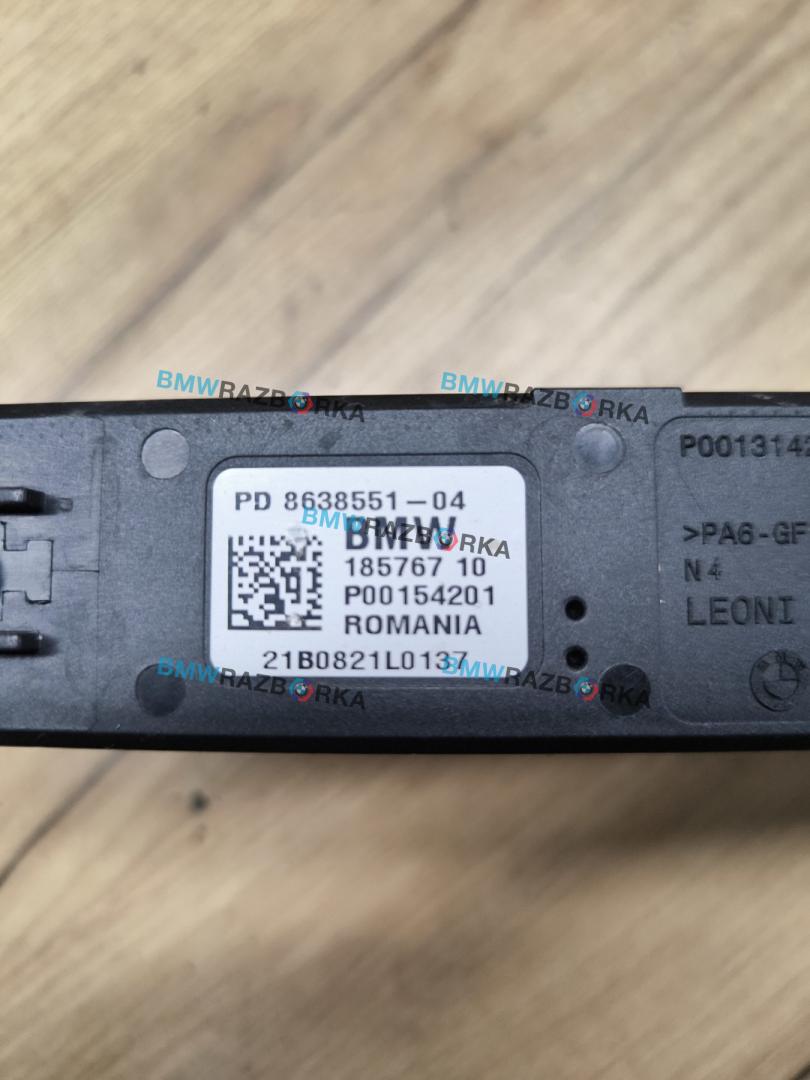 BMWRAZBORKA
BMWRAZBORKA
PD 8638551-04
BMWRAZBORKA
BMW
185767 10
P00154201
ROMANIA
21B0821L0137
P0013142
>PA6-GF
N4
LEONI
BMWRAZBORKA
BMWRAZBORKA